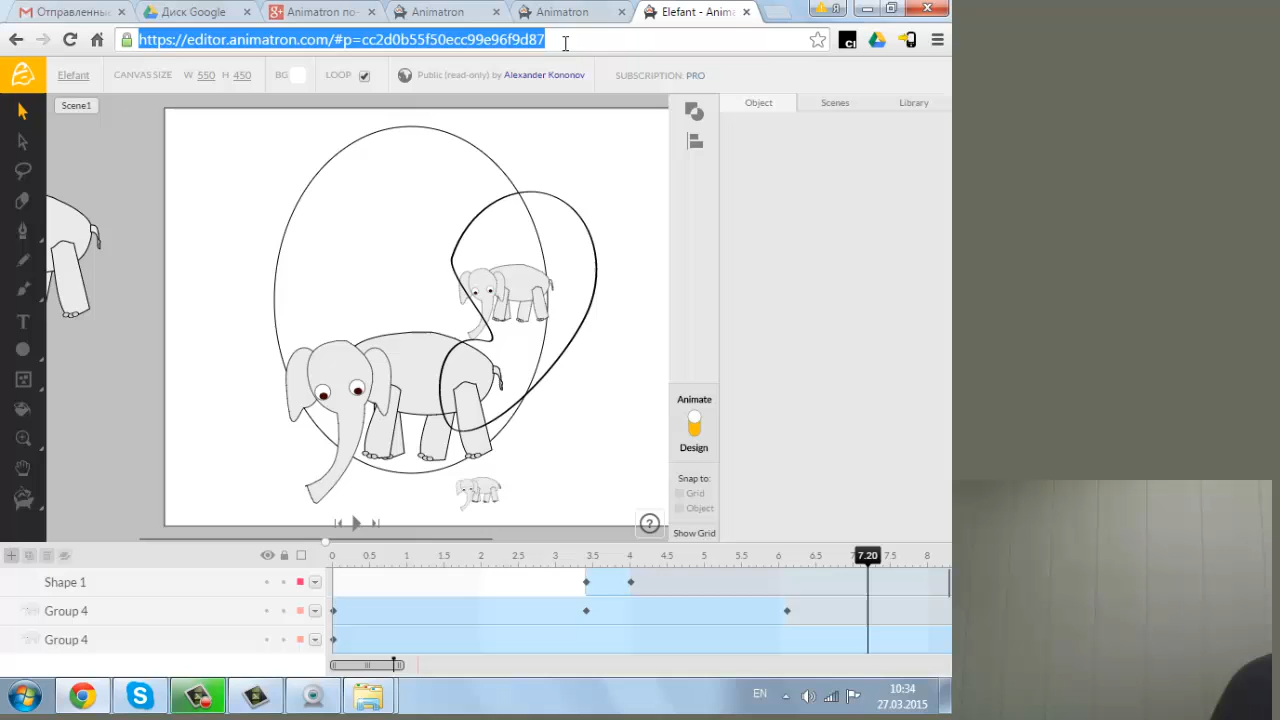 Отправленные
Диск Google
Animatron по-
Animatron
Animatron
Elefant - Anima
https://editor.animatron.com/#p=cc2d0b55f50ecc99e96f9d87
Elefant
CANVAS SIZE W 550 H 450
BG
LOOP
Public (read-only) by Alexander Kononov
SUBSCRIPTION: PRO
Scene1
Object
Scenes
Library
Animate
Design
Snap to:
Grid
Object
Show Grid
?
0 0.5 1 1.5 2 2.5 3 3.5 4 4.5 5 5.5 6 6.5 7.20 7.5 8
Shape 1
Group 4
Group 4
EN
10:34
27.03.2015